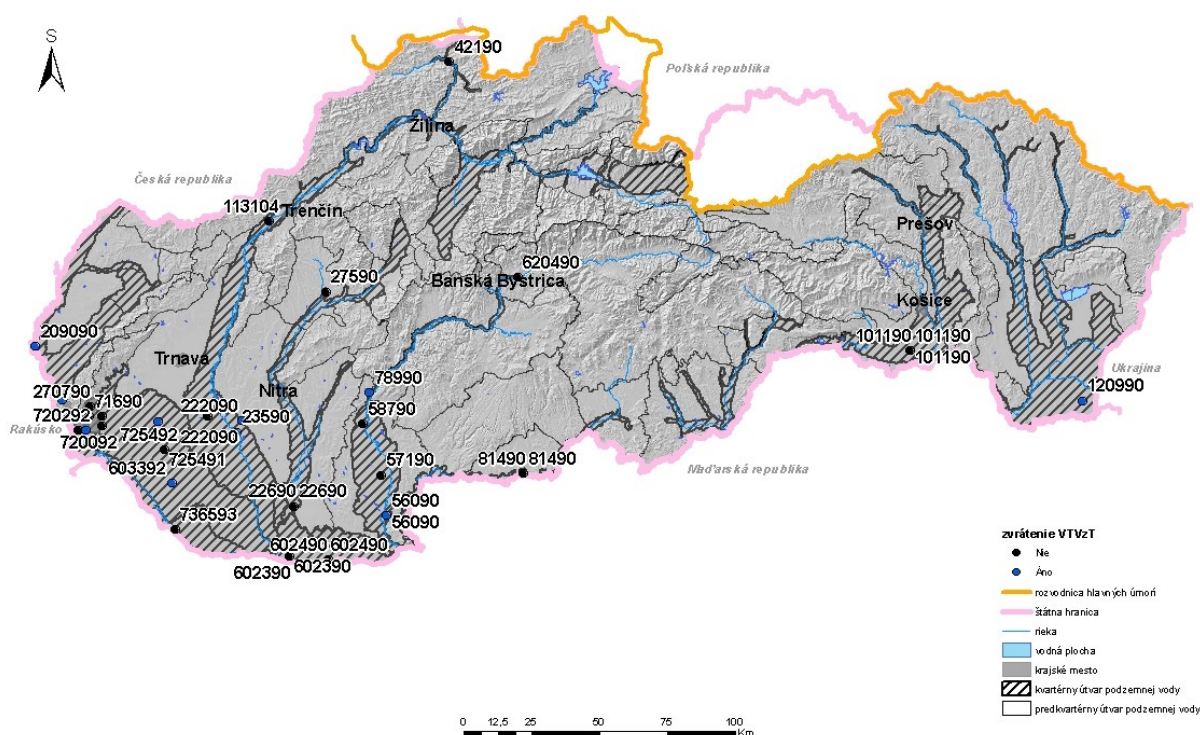 S
42190
Poľská republika
Žilina
Česká republika
113104
Trenčín
Prešov
27590
620490
Banská Bystrica
Košice
209090
101190 101190
101190
Trnava
Ukrajina
270790
78990
120990
71690
Nitra
720292
222090
23590
58790
Rakúsko
720092
725492
222090
603392
725491
57190
81490 81490
Maďarská republika
22690 22690
56090
56090
736593
602490 602490
602390
602390
zvrátenie VTVzT
Nie
Áno
rozvodnica hlavných úmorí
štátna hranica
rieka
vodná plocha
krajské mesto
kvartérny útvar podzemnej vody
predkvartérny útvar podzemnej vody
0 12,5 25 50 75 100
Km